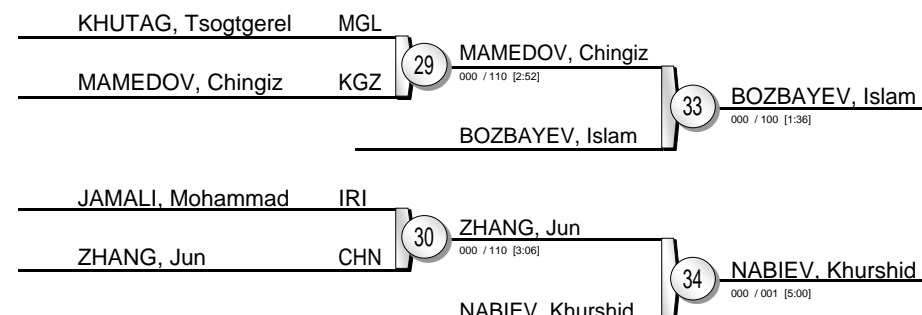 KHUTAG, Tsogtgerel MGL
MAMEDOV, Chingiz KGZ
29
MAMEDOV, Chingiz
000 / 110 [2:52]
BOZBAYEV, Islam
33
BOZBAYEV, Islam
000 / 100 [1:36]
JAMALI, Mohammad IRI
ZHANG, Jun CHN
30
ZHANG, Jun
000 / 110 [3:06]
NABIEV, Khurshid
34
NABIEV, Khurshid
000 / 001 [5:00]